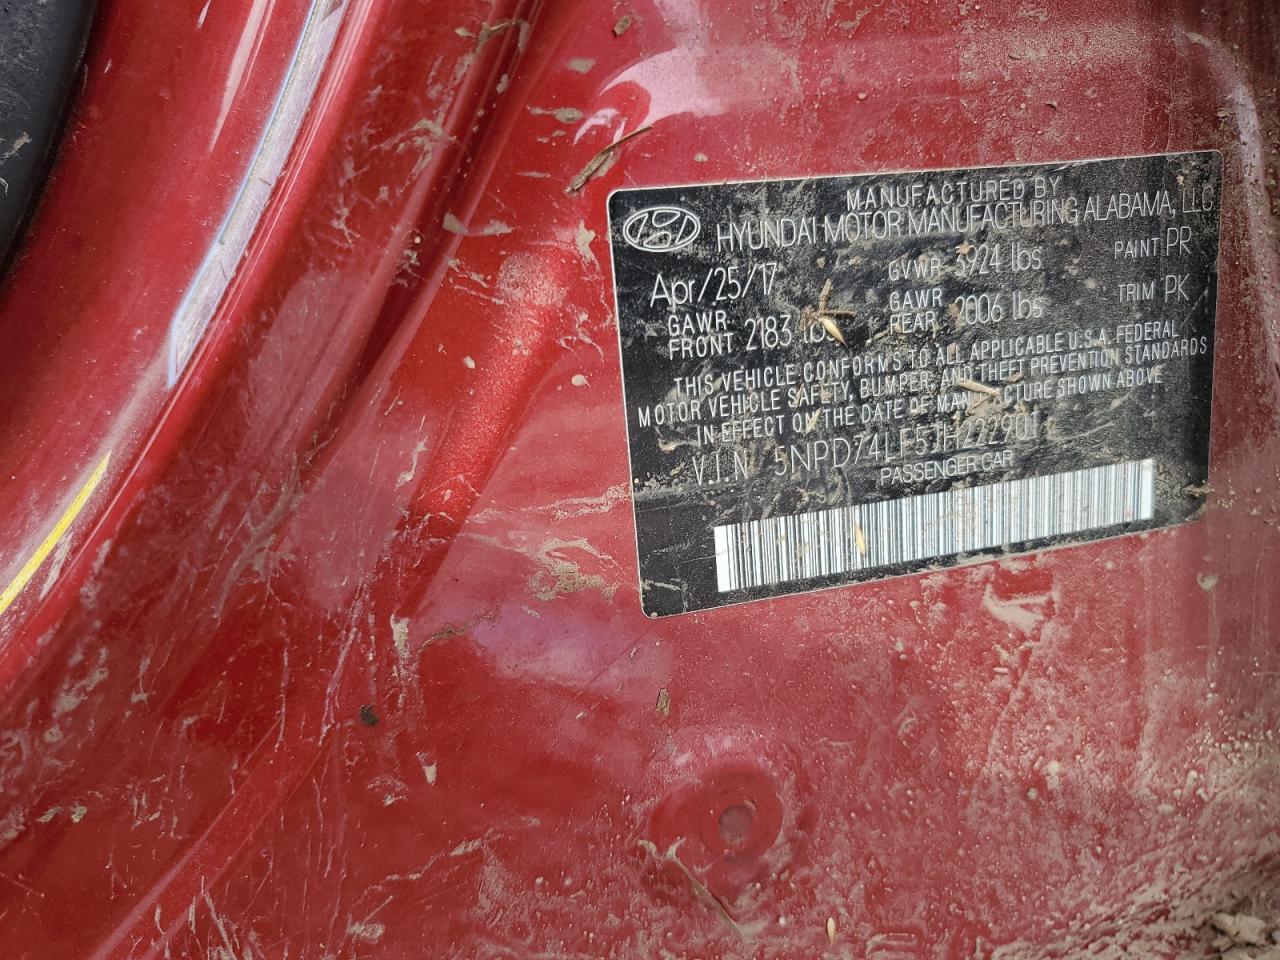 MANUFACTURED BY
HYUNDAI MOTOR MANUFACTURING ALABAMA, LLC
Apr/25/17 GVWR 3924 lbs PAINT PR
GAWR FRONT 2183 lbs GAWR REAR 2006 lbs TRIM PK
THIS VEHICLE CONFORMS TO ALL APPLICABLE U.S.A. FEDERAL
MOTOR VEHICLE SAFETY, BUMPER, AND THEFT PREVENTION STANDARDS
IN EFFECT ON THE DATE OF MANUFACTURE SHOWN ABOVE
V.I.N 5NPD74LF5JH222901
PASSENGER CAR